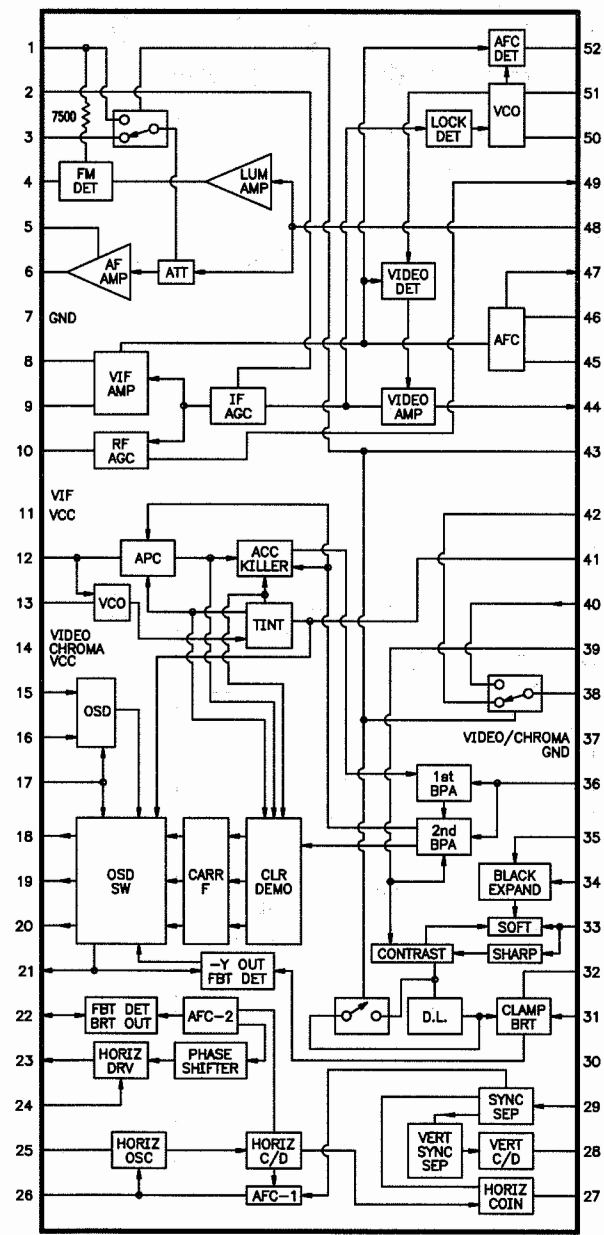 1
2
3
4
5
6
7
8
9
10
11
12
13
14
15
16
17
18
19
20
21
22
23
24
25
26
52
51
50
49
48
47
46
45
44
43
42
41
40
39
38
37
36
35
34
33
32
31
30
29
28
27
7500
FM
DET
LUM
AMP
AF
AMP
ATT
GND
VIF
AMP
IF
AGC
RF
AGC
AFC
DET
VCO
LOCK
DET
VIDEO
DET
AFC
VIDEO
AMP
VIF
VCC
APC
ACC
KILLER
VCO
TINT
VIDEO
CHROMA
VCC
OSD
VIDEO/CHROMA
GND
1st
BPA
2nd
BPA
OSD
SW
CARR
F
CLR
DEMO
BLACK
EXPAND
SOFT
CONTRAST
SHARP
-Y OUT
FBT DET
FBT DET
BRT OUT
AFC-2
D.L.
CLAMP
BRT
HORIZ
DRV
PHASE
SHIFTER
SYNC
SEP
HORIZ
OSC
HORIZ
C/D
VERT
SYNC
SEP
VERT
C/D
AFC-1
HORIZ
COIN